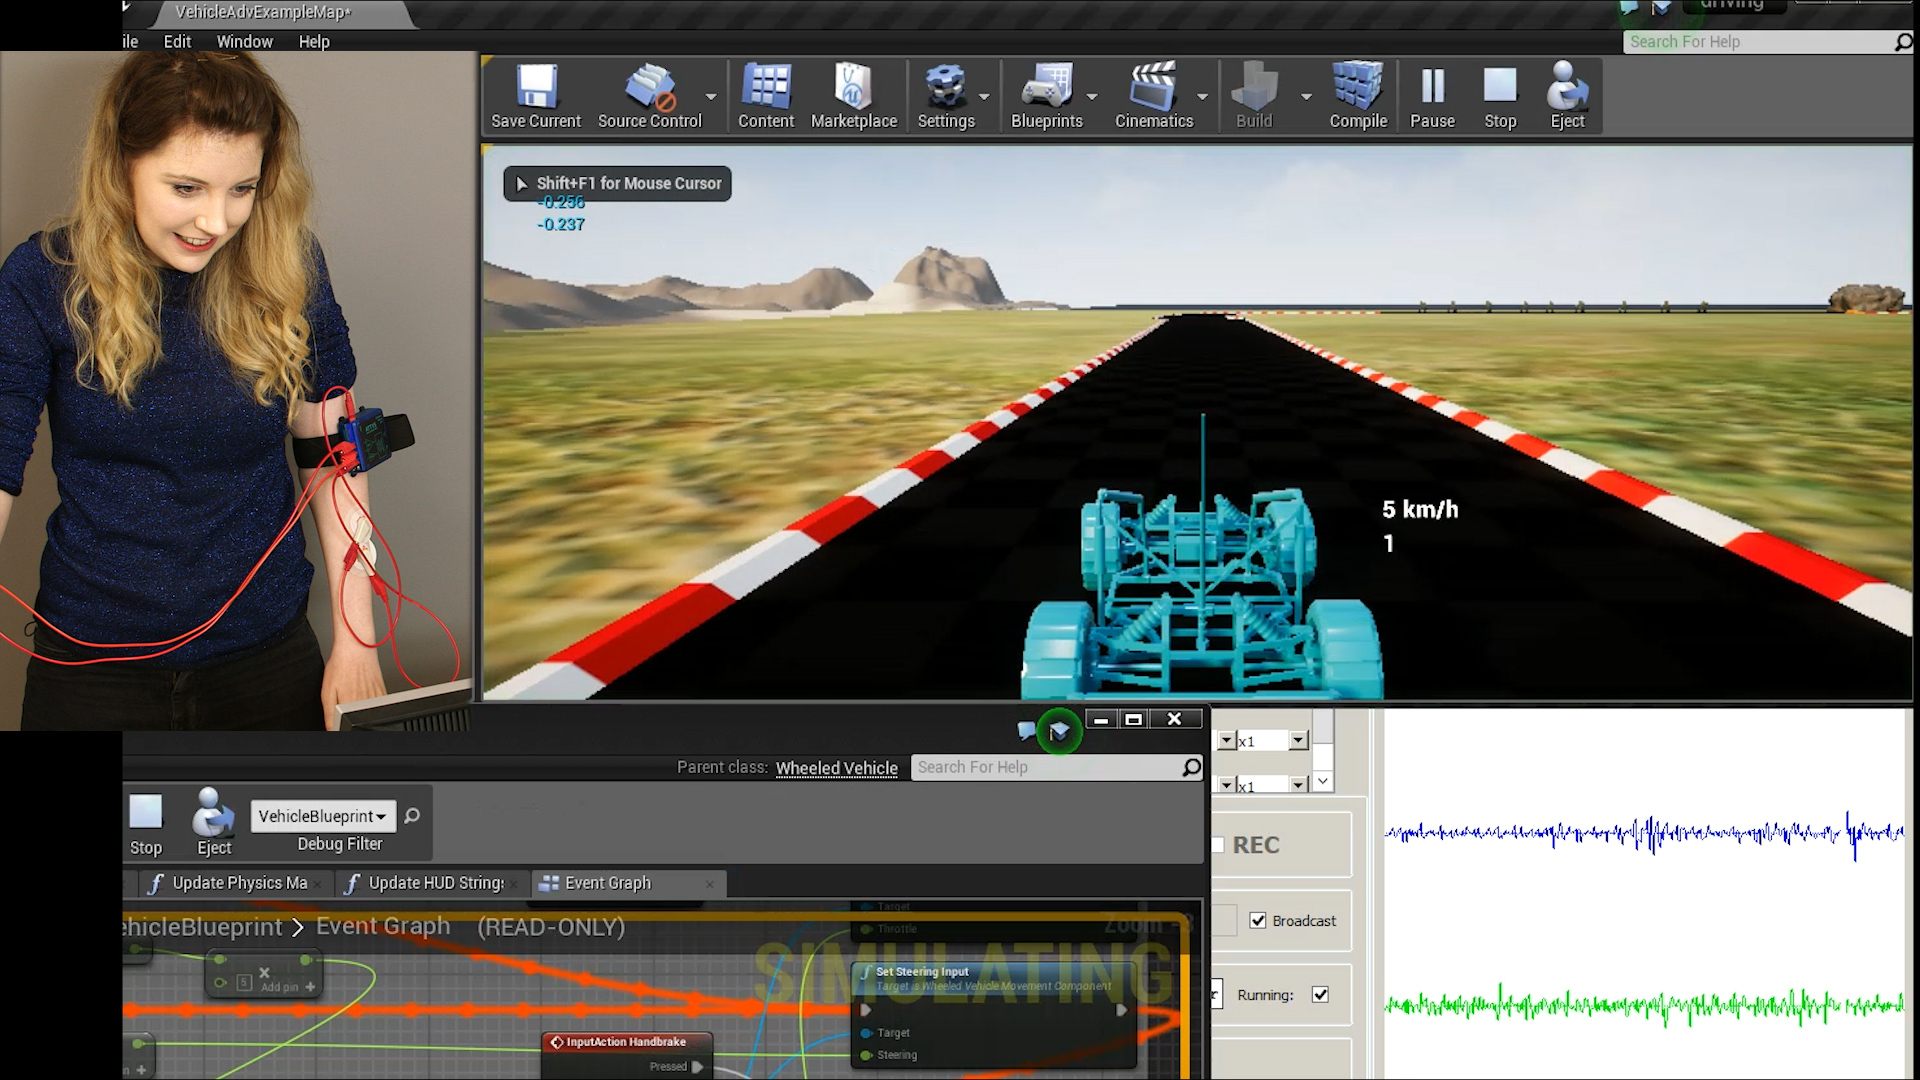 VehicleAdvExampleMap*
driving
ile Edit Window Help
Search For Help
Save Current Source Control Content Marketplace Settings Blueprints Cinematics Build Compile Pause Stop Eject
Shift+F1 for Mouse Cursor
-0.256
-0.237
5 km/h
1
Parent class: Wheeled Vehicle Search For Help
x1
x1
Stop Eject VehicleBlueprint Debug Filter
REC
Update Physics Ma Update HUD Strings Event Graph
ehicleBlueprint > Event Graph (READ-ONLY)
Zoom -3
SIMULATING
Broadcast
Running:
Target
Throttle
5 Add pin +
Set Steering Input
Target is Wheeled Vehicle Movement Component
Target
Steering
InputAction Handbrake
Pressed